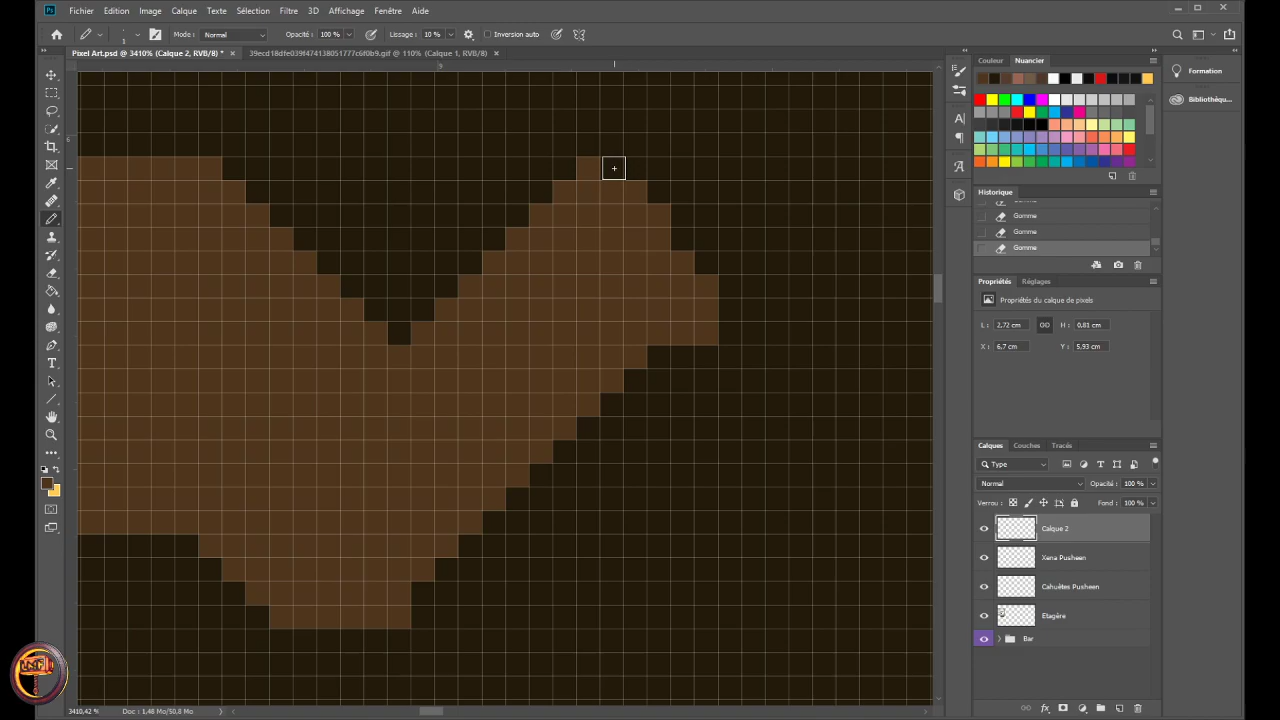 Ps Fichier Edition Image Calque Texte Sélection Filtre 3D Affichage Fenêtre Aide
1 Mode : Normal Opacité : 100 % Lissage : 10 % Inversion auto
Pixel Art.psd @ 3410% (Calque 2, RVB/8) * × 39ecd18dfe039f474138051777c6f0b9.gif @ 110% (Calque 1, RVB/8) ×
Couleur Nuancier
Formation
Bibliothèqu...
Historique
Gomme
Gomme
Gomme
Gomme
Propriétés Réglages
Propriétés du calque de pixels
L : 2,72 cm H : 0,81 cm
X : 6,7 cm Y : 5,93 cm
Calques Couches Tracés
Type
Normal Opacité : 100 %
Verrou : Fond : 100 %
Calque 2
Xena Pusheen
Cahuètes Pusheen
Etagère
Bar
3410,42 % Doc : 1,48 Mo/50,8 Mo